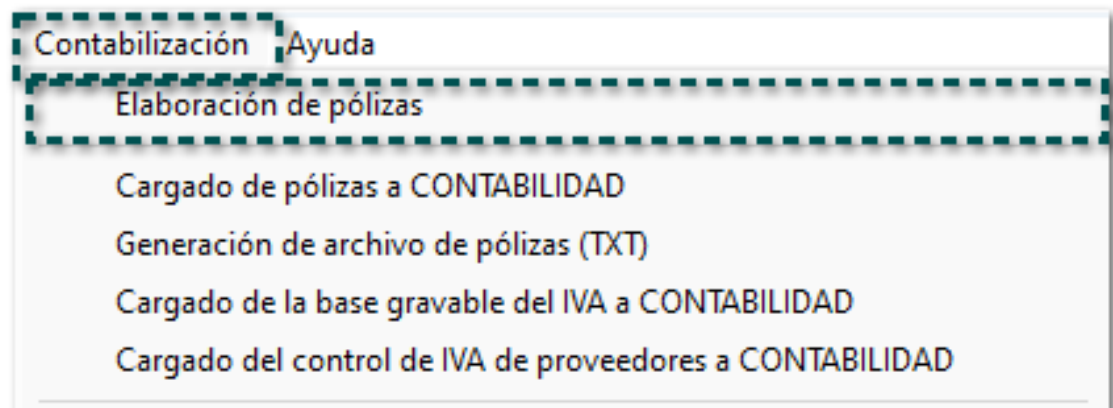 Contabilización Ayuda
Elaboración de pólizas
Cargado de pólizas a CONTABILIDAD
Generación de archivo de pólizas (TXT)
Cargado de la base gravable del IVA a CONTABILIDAD
Cargado del control de IVA de proveedores a CONTABILIDAD